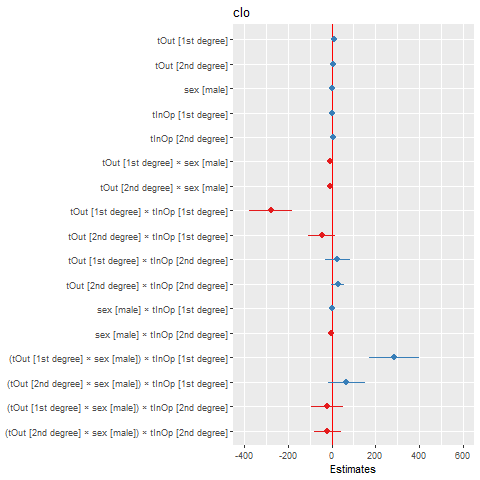 clo
tOut [1st degree]
tOut [2nd degree]
sex [male]
tInOp [1st degree]
tInOp [2nd degree]
tOut [1st degree] × sex [male]
tOut [2nd degree] × sex [male]
tOut [1st degree] × tInOp [1st degree]
tOut [2nd degree] × tInOp [1st degree]
tOut [1st degree] × tInOp [2nd degree]
tOut [2nd degree] × tInOp [2nd degree]
sex [male] × tInOp [1st degree]
sex [male] × tInOp [2nd degree]
(tOut [1st degree] × sex [male]) × tInOp [1st degree]
(tOut [2nd degree] × sex [male]) × tInOp [1st degree]
(tOut [1st degree] × sex [male]) × tInOp [2nd degree]
(tOut [2nd degree] × sex [male]) × tInOp [2nd degree]
-400 -200 0 200 400 600
Estimates